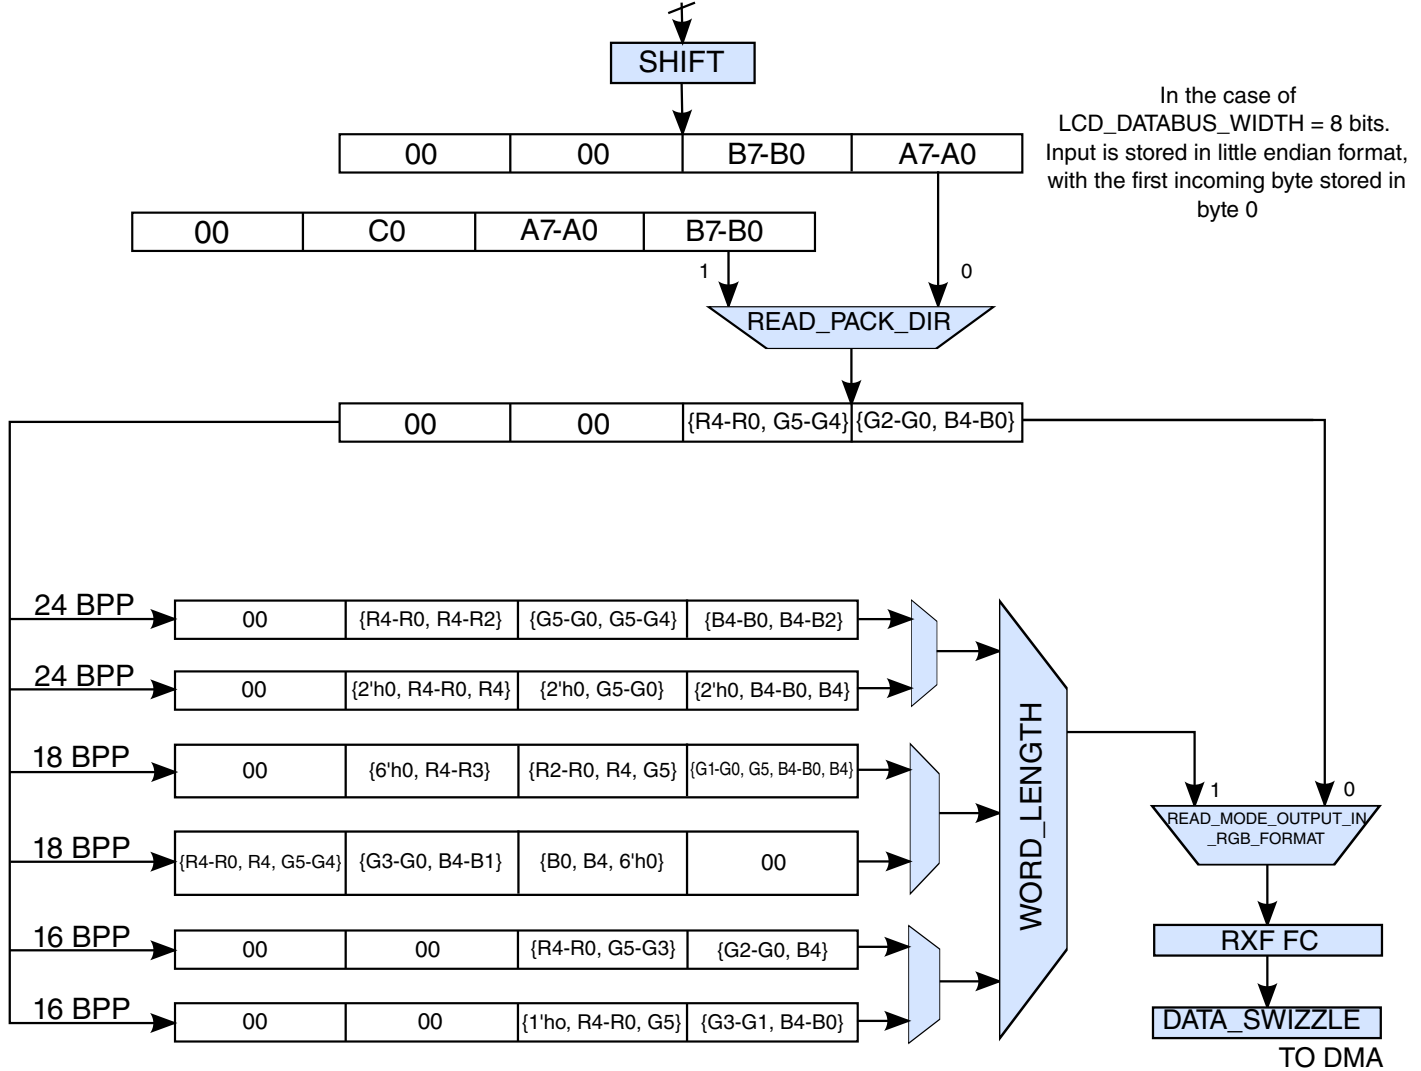 SHIFT
In the case of
LCD_DATABUS_WIDTH = 8 bits.
Input is stored in little endian format,
with the first incoming byte stored in
byte 0
00 00 B7-B0 A7-A0
00 C0 A7-A0 B7-B0
1 0
READ_PACK_DIR
00 00 {R4-R0, G5-G4} {G2-G0, B4-B0}
24 BPP 00 {R4-R0, R4-R2} {G5-G0, G5-G4} {B4-B0, B4-B2}
24 BPP 00 {2'h0, R4-R0, R4} {2'h0, G5-G0} {2'h0, B4-B0, B4}
18 BPP 00 {6'h0, R4-R3} {R2-R0, R4, G5} {G1-G0, G5, B4-B0, B4}
18 BPP {R4-R0, R4, G5-G4} {G3-G0, B4-B1} {B0, B4, 6'h0} 00
16 BPP 00 00 {R4-R0, G5-G3} {G2-G0, B4}
16 BPP 00 00 {1'ho, R4-R0, G5} {G3-G1, B4-B0}
WORD_LENGTH
1 0
READ_MODE_OUTPUT_IN
_RGB_FORMAT
RXF FC
DATA_SWIZZLE
TO DMA